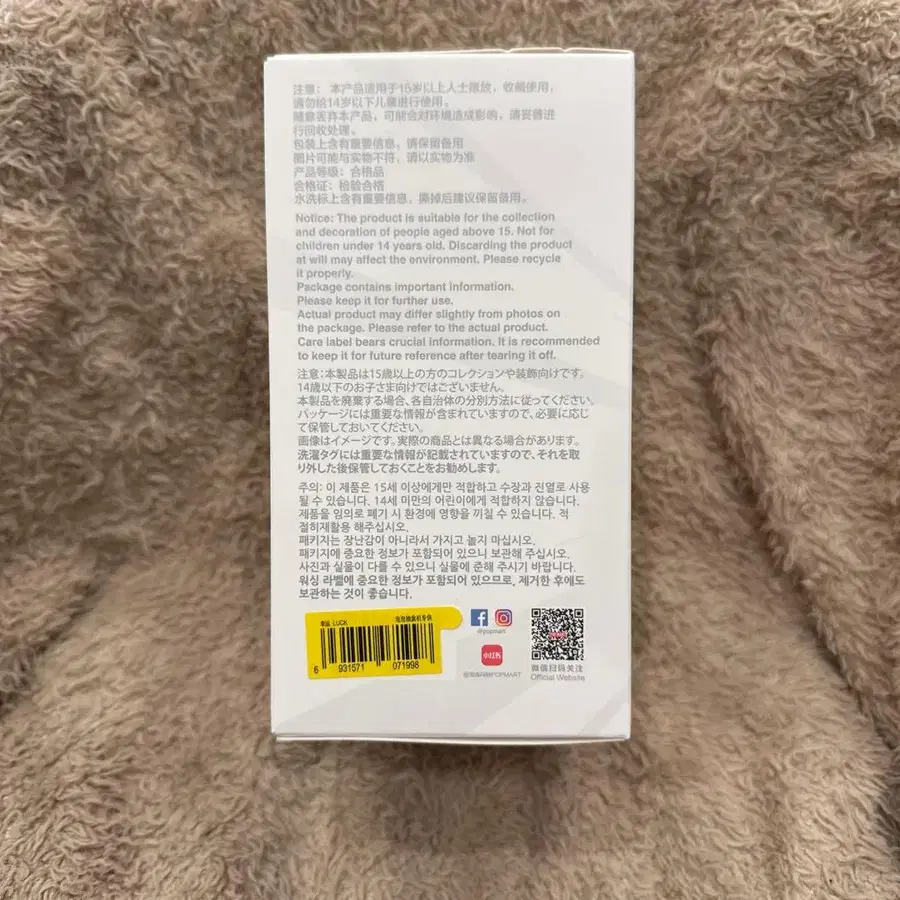 注意： 本产品适用于15岁以上人士摆放，收藏使用，
请勿给14岁以下儿童进行使用。
随意丢弃本产品，可能会对环境造成影响，请妥善进
行回收处理。
包装上含有重要信息，请保留备用
图片可能与实物不符，请以实物为准
产品等级：合格品
合格证：检验合格
水洗标上含有重要信息，撕掉后建议保留备用。
Notice: The product is suitable for the collection
and decoration of people aged above 15. Not for
children under 14 years old. Discarding the product
at will may affect the environment. Please recycle
it properly.
Package contains important information.
Please keep it for further use.
Actual product may differ slightly from photos on
the package. Please refer to the actual product.
Care label bears crucial information. It is recommended
to keep it for future reference after tearing it off.
注意:本製品は15歳以上の方のコレクションや装飾向けです。
14歳以下のお子さま向けではございません。
本製品を廃棄する場合、各自治体の分別方法に従ってください。
パッケージには重要な情報が含まれていますので、必要に応じ
て保管しておいてください。
画像はイメージです。実際の商品とは異なる場合があります。
洗濯タグには重要な情報が記載されていますので、それを取
り外した後保管しておくことをお勧めします。
주의: 이 제품은 15세 이상에게만 적합하고 수장과 진열로 사용
될 수 있습니다. 14세 미만의 어린이에게 적합하지 않습니다.
제품을 임의로 폐기 시 환경에 영향을 끼칠 수 있습니다. 적
절히재활용 해주십시오.
패키지는 장난감이 아니라서 가지고 놀지 마십시오.
패키지에 중요한 정보가 포함되어 있으니 보관해 주십시오.
사진과 실물이 다를 수 있으니 실물에 준해 주시기 바랍니다.
워싱 라벨에 중요한 정보가 포함되어 있으므로, 제거한 후에도
보관하는 것이 좋습니다.
幸运 LUCK 泡泡抽盒机专供
6 931571 071998
@popmart
小红书
@泡泡玛特POPMART
微信扫码关注
Official Website